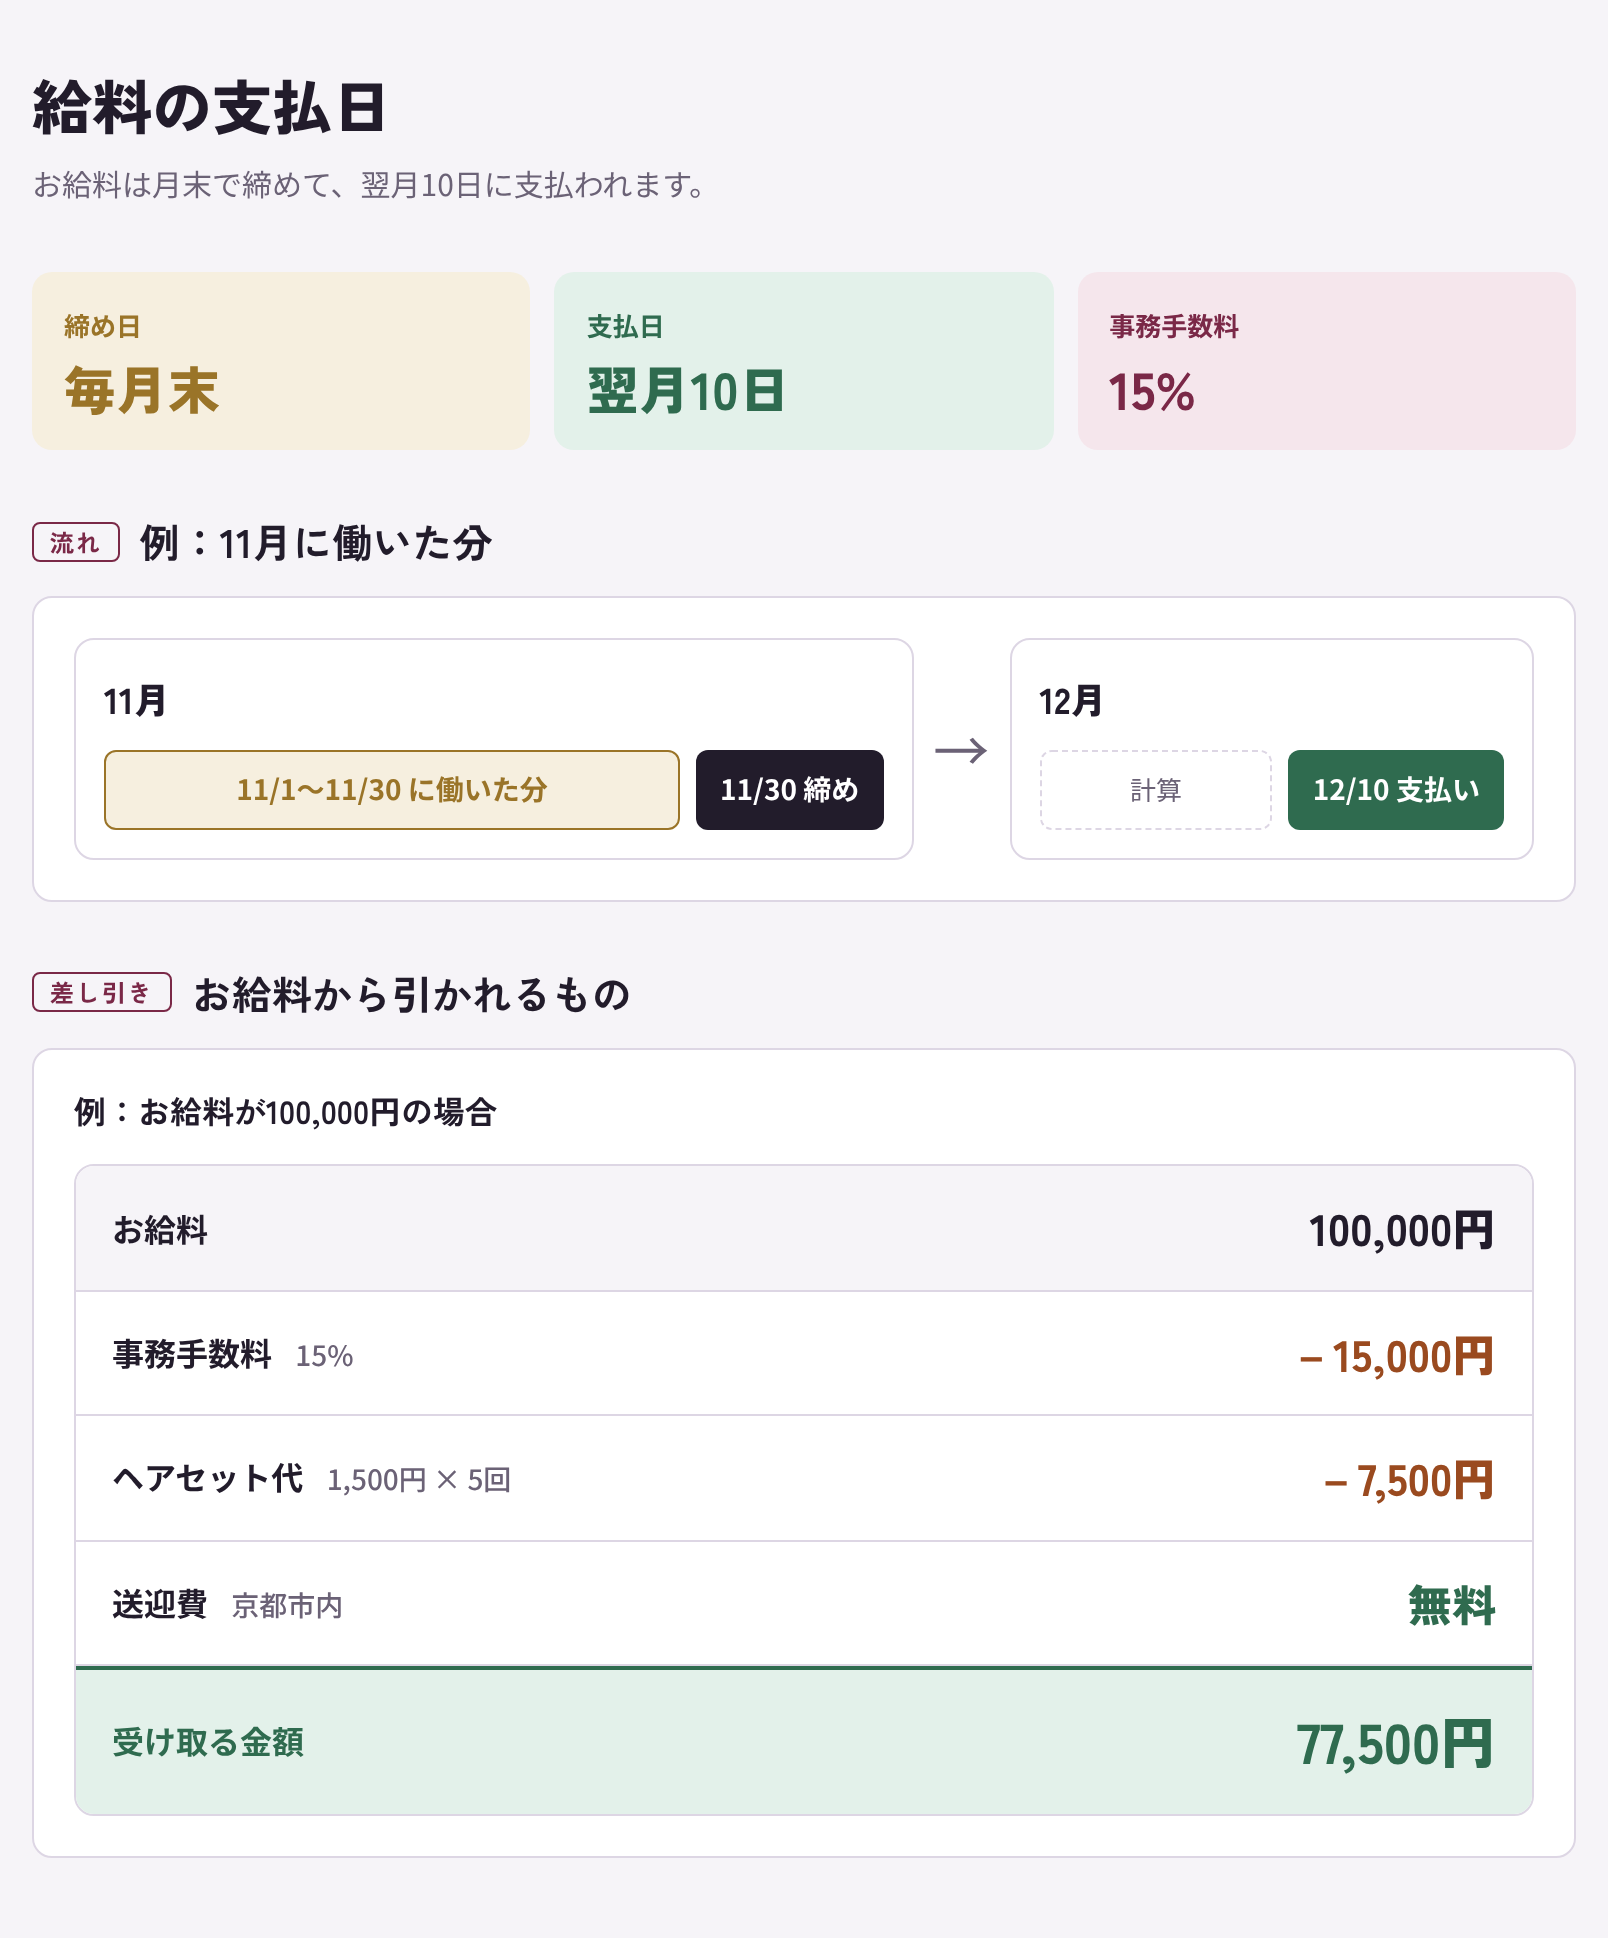 給料の支払日
お給料は月末で締めて、翌月10日に支払われます。
締め日
毎月末
支払日
翌月10日
事務手数料
15%
流れ 例：11月に働いた分
11月
11/1〜11/30 に働いた分 11/30 締め
→
12月
計算 12/10 支払い
差し引き お給料から引かれるもの
例：お給料が100,000円の場合
お給料 100,000円
事務手数料 15% – 15,000円
ヘアセット代 1,500円 × 5回 – 7,500円
送迎費 京都市内 無料
受け取る金額 77,500円